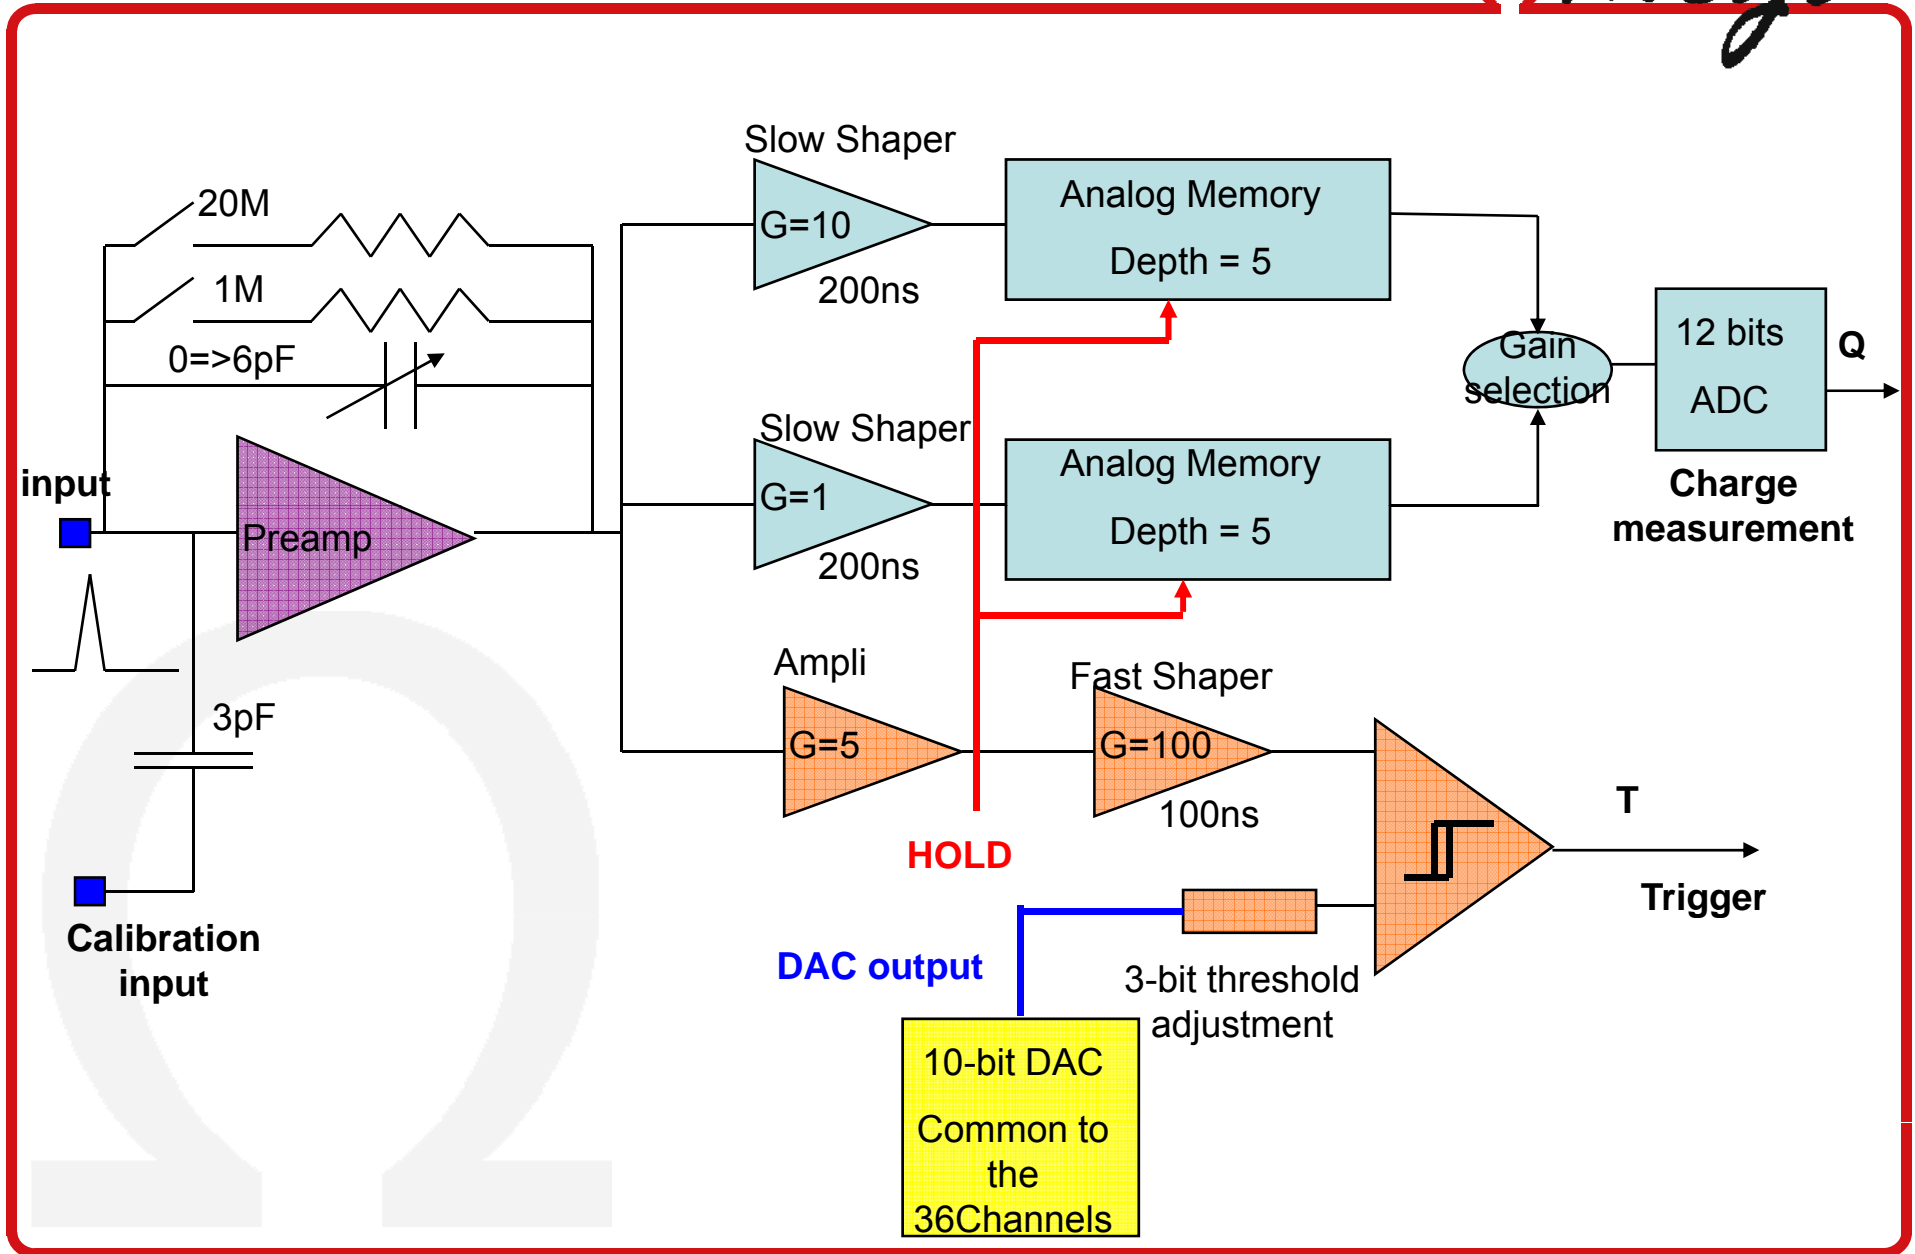 Slow Shaper
20M
G=10
Analog Memory
Depth = 5
200ns
1M
0=>6pF
Gain
selection
12 bits
ADC
Q
Slow Shaper
G=1
Analog Memory
Depth = 5
200ns
Charge
measurement
input
Preamp
Ampli
Fast Shaper
3pF
G=5
G=100
100ns
T
HOLD
Trigger
Calibration
input
DAC output
3-bit threshold
adjustment
10-bit DAC
Common to
the
36Channels